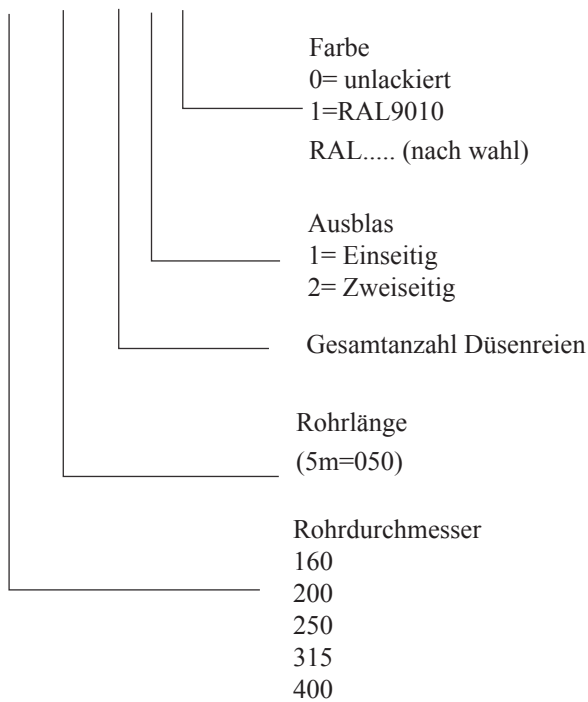 Farbe
0= unlackiert
1=RAL9010
RAL..... (nach wahl)
Ausblas
1= Einseitig
2= Zweiseitig
Gesamtanzahl Düsenreien
Rohrlänge
(5m=050)
Rohrdurchmesser
160
200
250
315
400